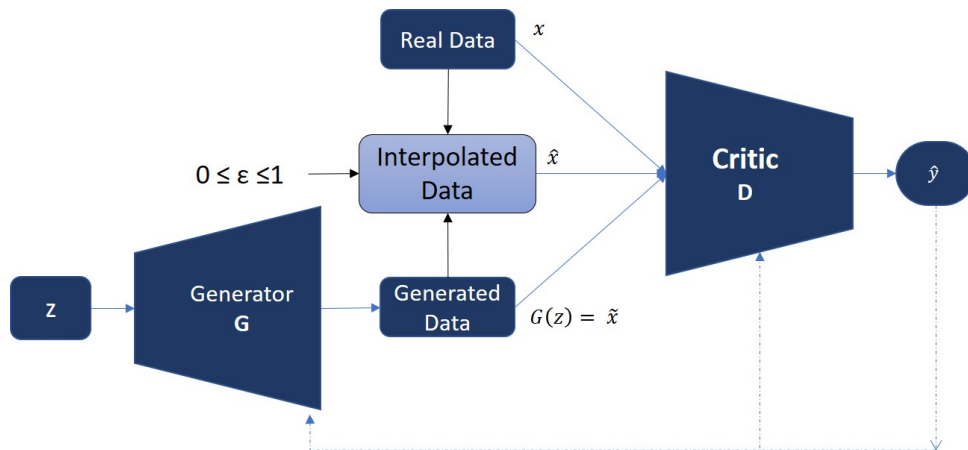 Real Data
x
Interpolated
Data
x̂
0 ≤ ε ≤1
Critic
D
ŷ
z
Generator
G
Generated
Data
G(z) = x̃